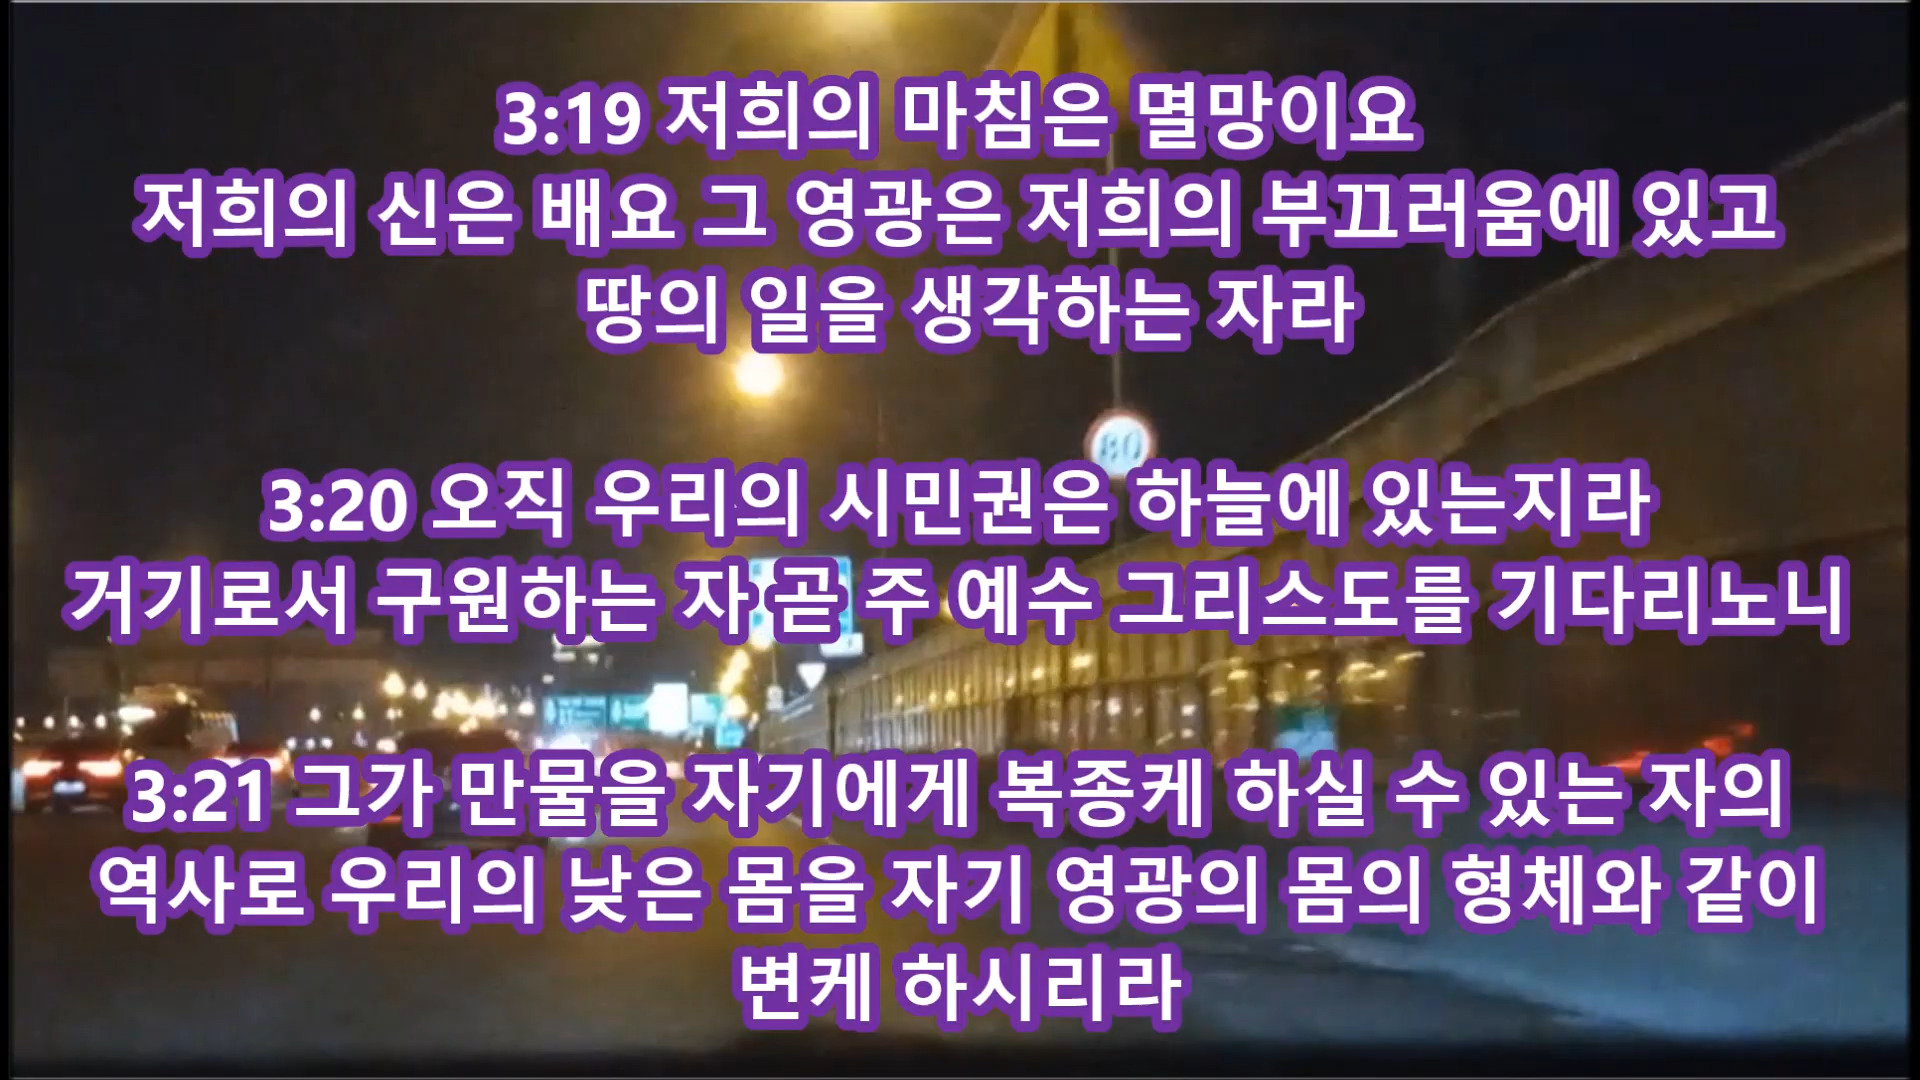 3:19 저희의 마침은 멸망이요
저희의 신은 배요 그 영광은 저희의 부끄러움에 있고
땅의 일을 생각하는 자라
80
3:20 오직 우리의 시민권은 하늘에 있는지라
거기로서 구원하는 자 곧 주 예수 그리스도를 기다리노니
3:21 그가 만물을 자기에게 복종케 하실 수 있는 자의
역사로 우리의 낮은 몸을 자기 영광의 몸의 형체와 같이
변케 하시리라